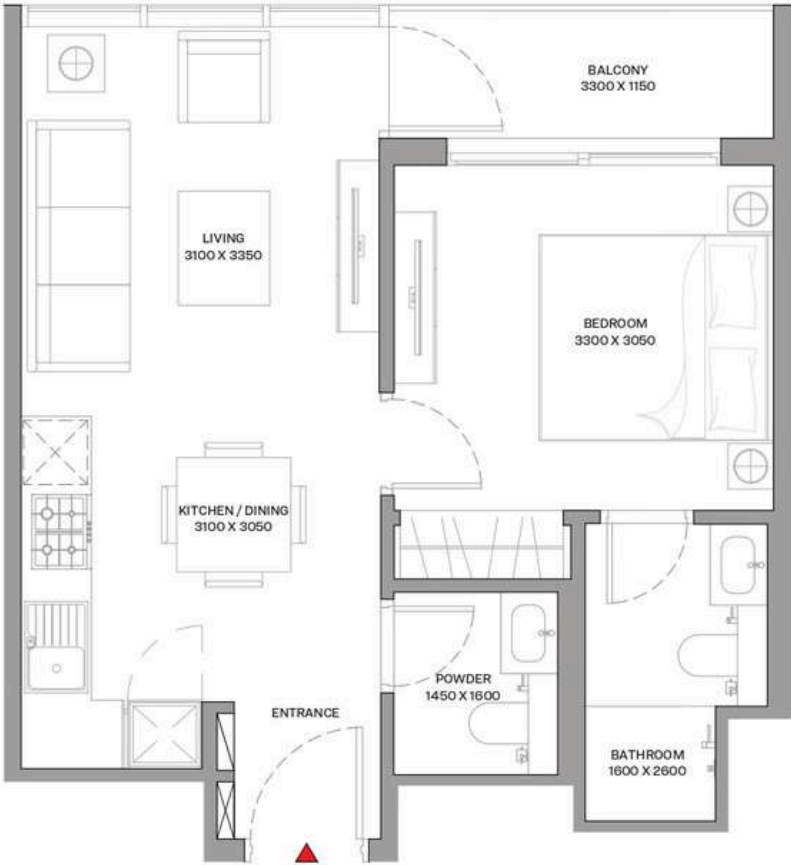 BALCONY
3300 X 1150
LIVING
3100 X 3350
BEDROOM
3300 X 3050
KITCHEN / DINING
3100 X 3050
POWDER
1450 X 1600
ENTRANCE
BATHROOM
1600 X 2600